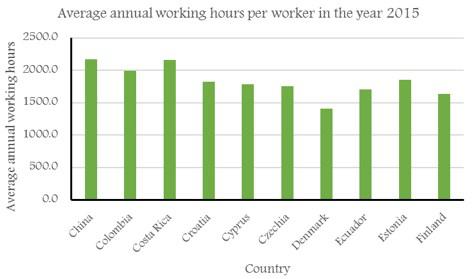 Average annual working hours per worker in the year 2015
Average annual working hours
2500.0
2000.0
1500.0
1000.0
500.0
0.0
China
Colombia
Costa Rica
Croatia
Cyprus
Czechia
Denmark
Ecuador
Estonia
Finland
Country